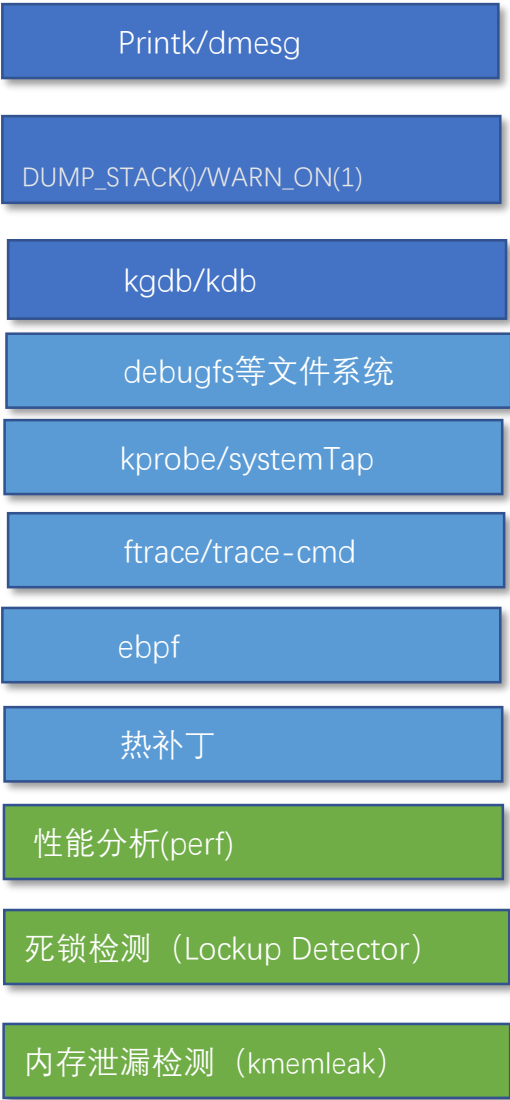 Printk/dmesg
DUMP_STACK()/WARN_ON(1)
kgdb/kdb
debugfs等文件系统
kprobe/systemTap
ftrace/trace-cmd
ebpf
热补丁
性能分析(perf)
死锁检测（Lockup Detector）
内存泄漏检测（kmemleak）